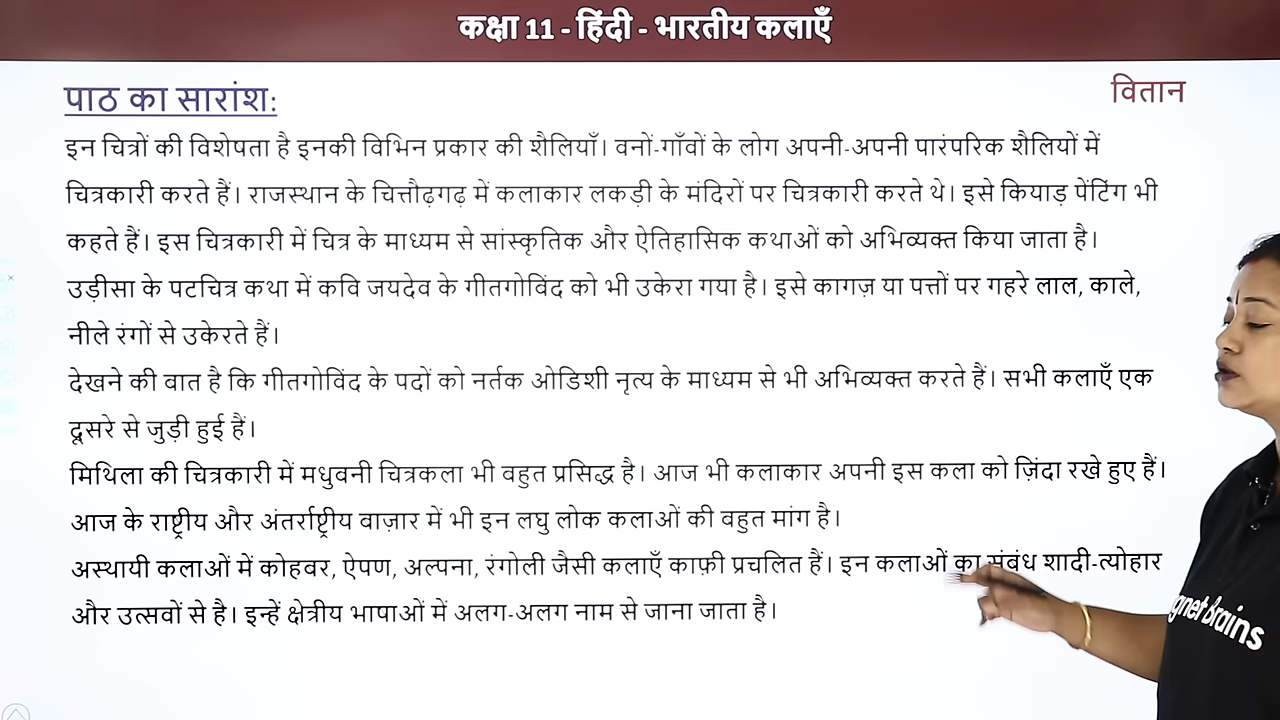 कक्षा 11 - हिंदी - भारतीय कलाएँ
पाठ का सारांश:
वितान
इन चित्रों की विशेषता है इनकी विभिन प्रकार की शैलियाँ। वनों-गाँवों के लोग अपनी-अपनी पारंपरिक शैलियों में
चित्रकारी करते हैं। राजस्थान के चित्तौढ़गढ़ में कलाकार लकड़ी के मंदिरों पर चित्रकारी करते थे। इसे कियाड़ पेंटिंग भी
कहते हैं। इस चित्रकारी में चित्र के माध्यम से सांस्कृतिक और ऐतिहासिक कथाओं को अभिव्यक्त किया जाता है।
उड़ीसा के पटचित्र कथा में कवि जयदेव के गीतगोविंद को भी उकेरा गया है। इसे कागज़ या पत्तों पर गहरे लाल, काले,
नीले रंगों से उकेरते हैं।
देखने की बात है कि गीतगोविंद के पदों को नर्तक ओडिशी नृत्य के माध्यम से भी अभिव्यक्त करते हैं। सभी कलाएँ एक
दूसरे से जुड़ी हुई हैं।
मिथिला की चित्रकारी में मधुबनी चित्रकला भी बहुत प्रसिद्ध है। आज भी कलाकार अपनी इस कला को ज़िंदा रखे हुए हैं।
आज के राष्ट्रीय और अंतर्राष्ट्रीय बाज़ार में भी इन लघु लोक कलाओं की बहुत मांग है।
अस्थायी कलाओं में कोहबर, ऐपण, अल्पना, रंगोली जैसी कलाएँ काफ़ी प्रचलित हैं। इन कलाओं का संबंध शादी-त्योहार
और उत्सवों से है। इन्हें क्षेत्रीय भाषाओं में अलग-अलग नाम से जाना जाता है।
gnet brains